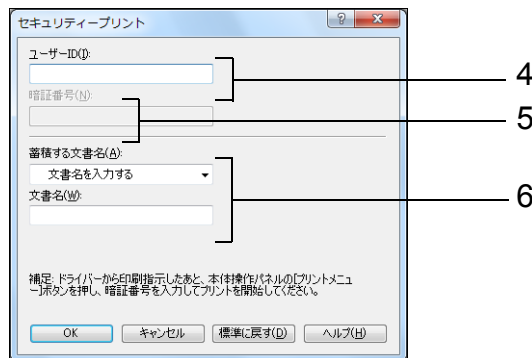 セキュリティープリント
ユーザーID(I):
4
暗証番号(N):
5
蓄積する文書名(A):
文書名を入力する
文書名(W):
6
補足: ドライバーから印刷指示したあと、本体操作パネルの[プリントメニュ
ー]ボタンを押し、暗証番号を入力してプリントを開始してください。
OK キャンセル 標準に戻す(D) ヘルプ(H)